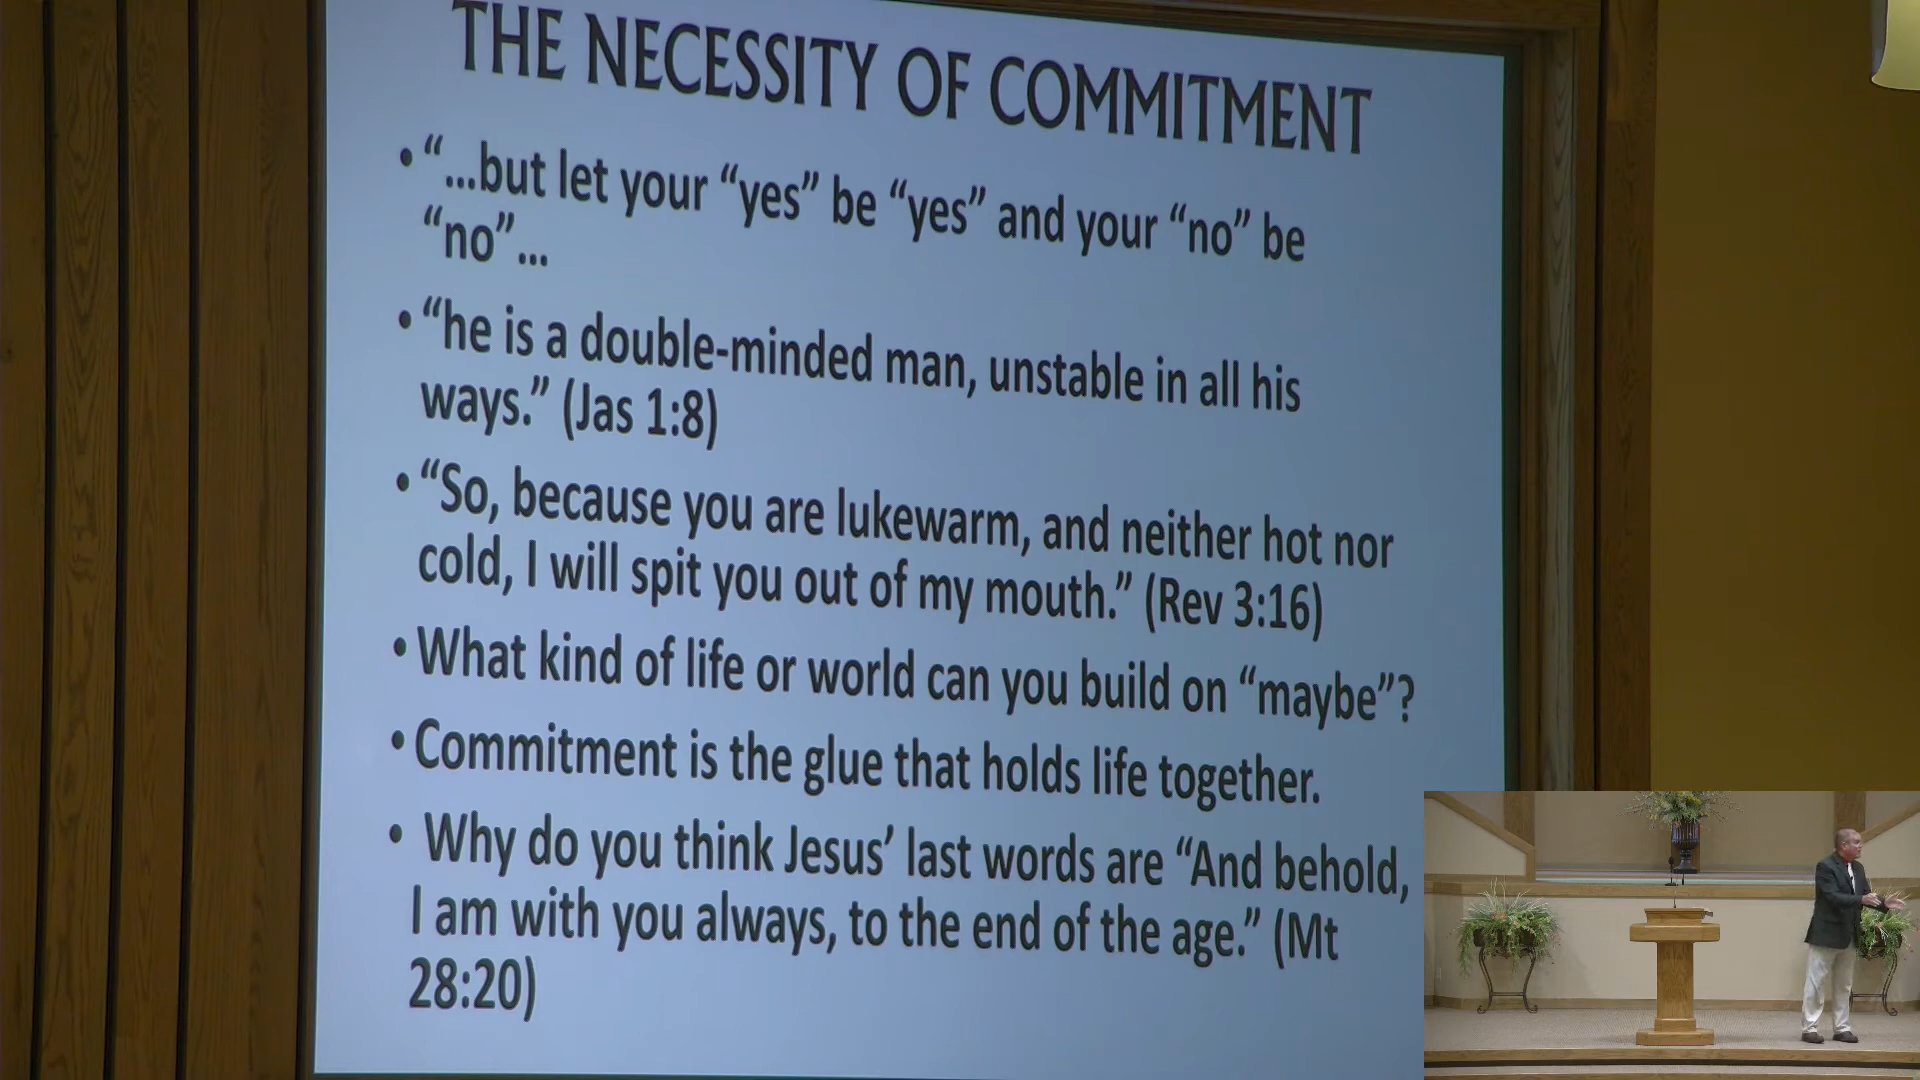 THE NECESSITY OF COMMITMENT
• “...but let your “yes” be “yes” and your “no” be
“no”...
• “he is a double-minded man, unstable in all his
ways.” (Jas 1:8)
• “So, because you are lukewarm, and neither hot nor
cold, I will spit you out of my mouth.” (Rev 3:16)
• What kind of life or world can you build on “maybe”?
• Commitment is the glue that holds life together.
• Why do you think Jesus’ last words are “And behold,
I am with you always, to the end of the age.” (Mt
28:20)